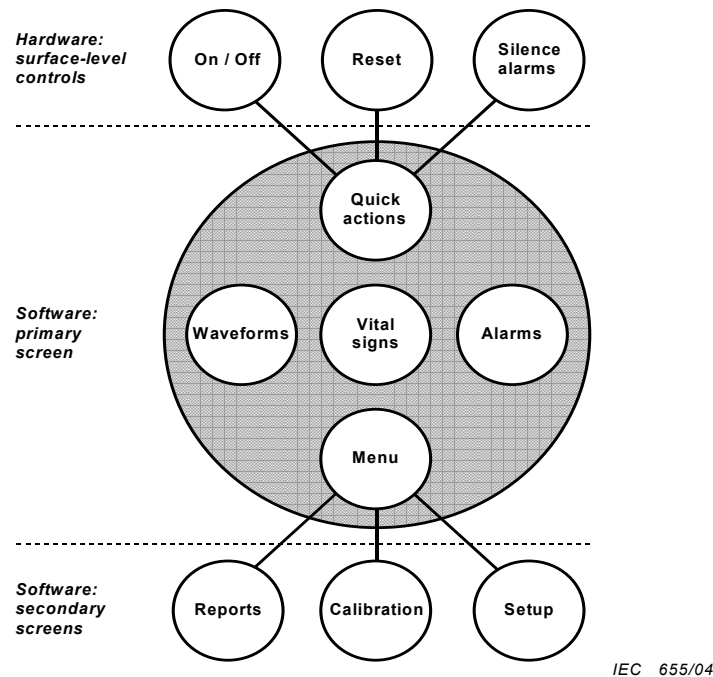 Hardware:
surface-level
controls
On / Off
Reset
Silence
alarms
Quick
actions
Software:
primary
screen
Waveforms
Vital
signs
Alarms
Menu
Software:
secondary
screens
Reports
Calibration
Setup
IEC 655/04